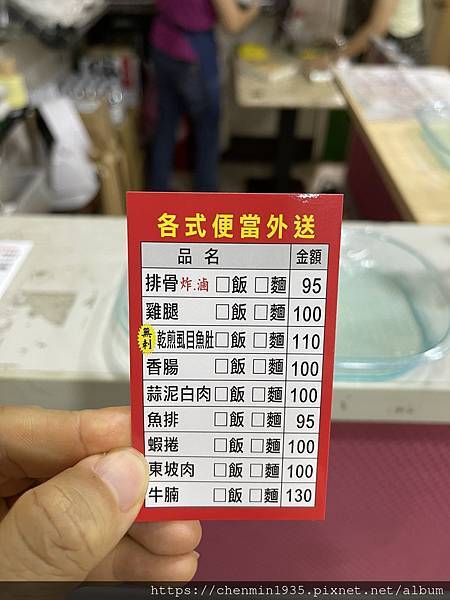 各式便當外送
品名 金額
排骨炸.滷 □飯 □麵 95
雞腿 □飯 □麵 100
無刺 乾煎虱目魚肚 □飯 □麵 110
香腸 □飯 □麵 100
蒜泥白肉 □飯 □麵 100
魚排 □飯 □麵 95
蝦捲 □飯 □麵 100
東坡肉 □飯 □麵 100
牛腩 □飯 □麵 130
https://chenmin1935.pixnet.net/album